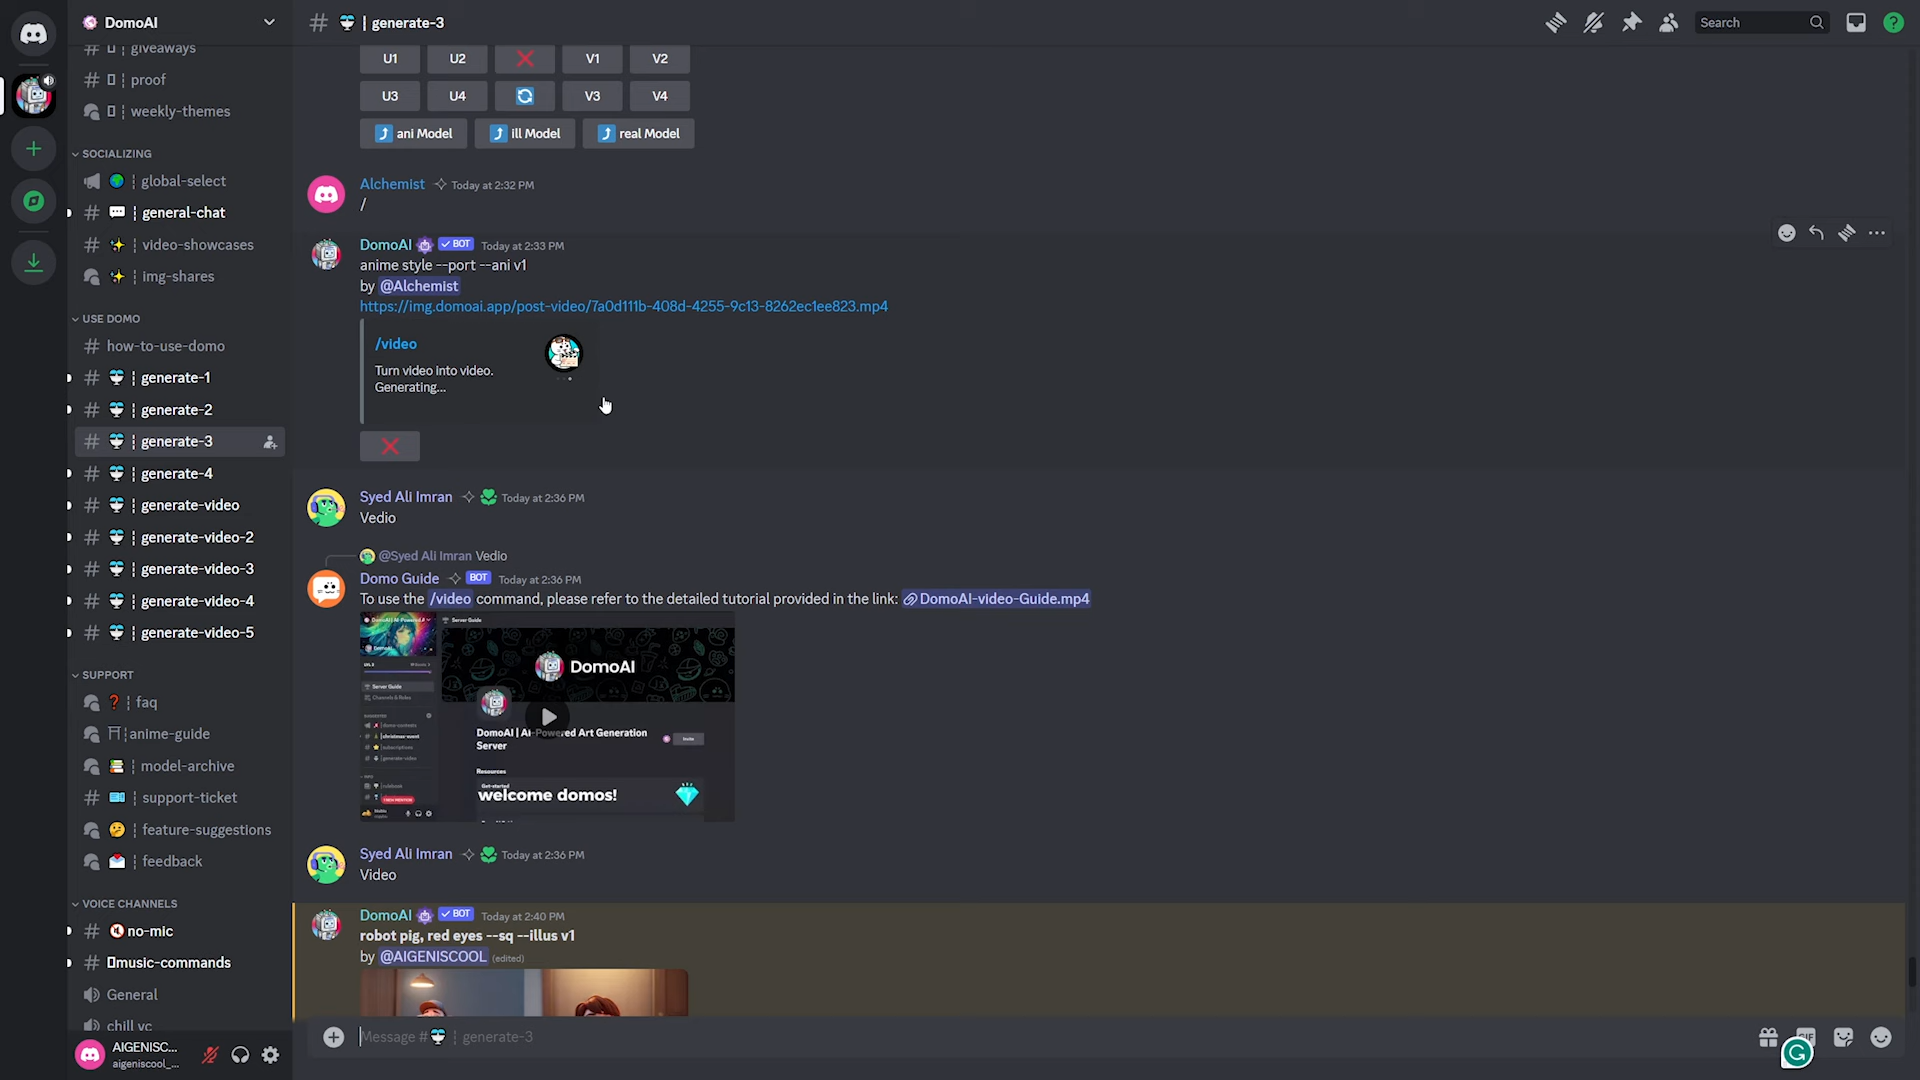 DomoAI
giveaways
proof
weekly-themes
SOCIALIZING
global-select
general-chat
video-showcases
img-shares
USE DOMO
how-to-use-domo
generate-1
generate-2
generate-3
generate-4
generate-video
generate-video-2
generate-video-3
generate-video-4
generate-video-5
SUPPORT
faq
anime-guide
model-archive
support-ticket
feature-suggestions
feedback
VOICE CHANNELS
no-mic
music-commands
General
chill vc
AIGENISC...
aigeniscool_...
generate-3
Search
U1 U2 V1 V2
U3 U4 V3 V4
ani Model ill Model real Model
Alchemist Today at 2:32 PM
/
DomoAI BOT Today at 2:33 PM
anime style --port --ani v1
by @Alchemist
https://img.domoai.app/post-video/7a0d111b-408d-4255-9c13-8262ec1ee823.mp4
/video
Turn video into video.
Generating...
Syed Ali Imran Today at 2:36 PM
Vedio
@Syed Ali Imran Vedio
Domo Guide BOT Today at 2:36 PM
To use the /video command, please refer to the detailed tutorial provided in the link: DomoAI-video-Guide.mp4
Server Guide
DomoAI
Server Guide
DomoAI | AI-Powered Art Generation
Server
Resources
Get-started
welcome domos!
Syed Ali Imran Today at 2:36 PM
Video
DomoAI BOT Today at 2:40 PM
robot pig, red eyes --sq --illus v1
by @AIGENISCOOL (edited)
Message # generate-3
GIF